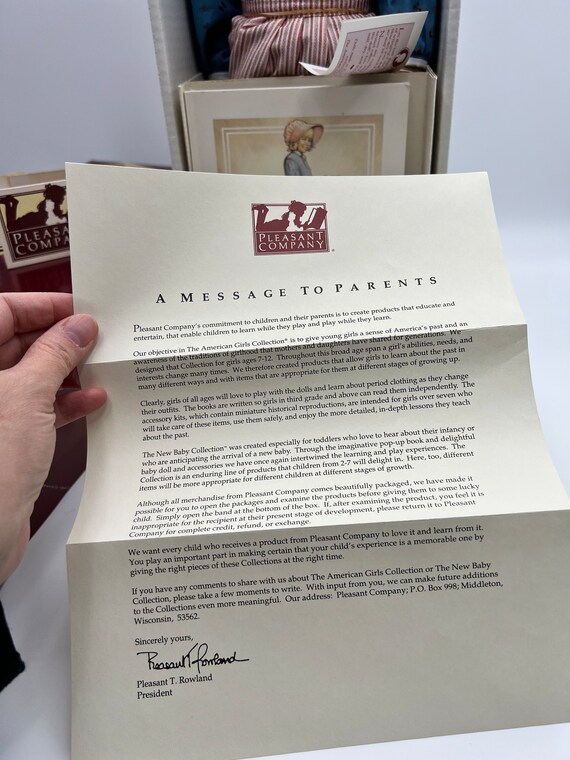 PLEASANT
COMPANY
PLEASANT
COMPANY
A MESSAGE TO PARENTS
Pleasant Company's commitment to children and their parents is to create products that educate and
entertain, that enable children to learn while they play and play while they learn.
Our objective in The American Girls Collection® is to give young girls a sense of America's past and an
awareness of the traditions of girlhood that mothers and daughters have shared for generations. We
designed that Collection for girls ages 7-12. Throughout this broad age span a girl's abilities, needs, and
interests change many times. We therefore created products that allow girls to learn about the past in
many different ways and with items that are appropriate for them at different stages of growing up.
Clearly, girls of all ages will love to play with the dolls and learn about period clothing as they change
their outfits. The books are written so girls in third grade and above can read them independently. The
accessory kits, which contain miniature historical reproductions, are intended for girls over seven who
will take care of these items, use them safely, and enjoy the more detailed, in-depth lessons they teach
about the past.
The New Baby Collection® was created especially for toddlers who love to hear about their infancy or
who are anticipating the arrival of a new baby. Through the imaginative pop-up book and delightful
baby doll and accessories we have once again intertwined the learning and play experiences. The
Collection is an enduring line of products that children from 2-7 will delight in. Here, too, different
items will be more appropriate for different children at different stages of growth.
Although all merchandise from Pleasant Company comes beautifully packaged, we have made it
possible for you to open the packages and examine the products before giving them to some lucky
child. Simply open the band at the bottom of the box. If, after examining the product, you feel it is
inappropriate for the recipient at their present stage of development, please return it to Pleasant
Company for complete credit, refund, or exchange.
We want every child who receives a product from Pleasant Company to love it and learn from it.
You play an important part in making certain that your child's experience is a memorable one by
giving the right pieces of these Collections at the right time.
If you have any comments to share with us about The American Girls Collection or The New Baby
Collection, please take a few moments to write. With input from you, we can make future additions
to the Collections even more meaningful. Our address: Pleasant Company; P.O. Box 998; Middleton,
Wisconsin, 53562.
Sincerely yours,
Pleasant T. Rowland
Pleasant T. Rowland
President